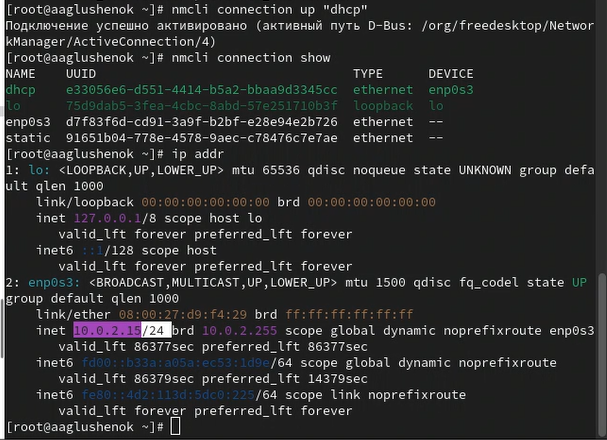 [root@aaglushenok ~]# nmcli connection up "dhcp"
Подключение успешно активировано (активный путь D-Bus: /org/freedesktop/Networ
kManager/ActiveConnection/4)
[root@aaglushenok ~]# nmcli connection show
NAME    UUID                                  TYPE      DEVICE
dhcp    e33056e6-d551-4414-b5a2-bbaa9d3345cc  ethernet  enp0s3
lo      75d9dab5-3fea-4cbc-8abd-57e251710b3f  loopback  lo
enp0s3  d7f83f6d-cd91-3a9f-b2bf-e28e94e2b726  ethernet  --
static  91651b04-778e-4578-9aec-c78476c7e7ae  ethernet  --
[root@aaglushenok ~]# ip addr
1: lo: <LOOPBACK,UP,LOWER_UP> mtu 65536 qdisc noqueue state UNKNOWN group defa
ult qlen 1000
    link/loopback 00:00:00:00:00:00 brd 00:00:00:00:00:00
    inet 127.0.0.1/8 scope host lo
       valid_lft forever preferred_lft forever
    inet6 ::1/128 scope host
       valid_lft forever preferred_lft forever
2: enp0s3: <BROADCAST,MULTICAST,UP,LOWER_UP> mtu 1500 qdisc fq_codel state UP
group default qlen 1000
    link/ether 08:00:27:d9:f4:29 brd ff:ff:ff:ff:ff:ff
    inet 10.0.2.15/24 brd 10.0.2.255 scope global dynamic noprefixroute enp0s3
       valid_lft 86377sec preferred_lft 86377sec
    inet6 fd00::b33a:a05a:ec53:1d9e/64 scope global dynamic noprefixroute
       valid_lft 86379sec preferred_lft 14379sec
    inet6 fe80::4d2:113d:5dc0:225/64 scope link noprefixroute
       valid_lft forever preferred_lft forever
[root@aaglushenok ~]#